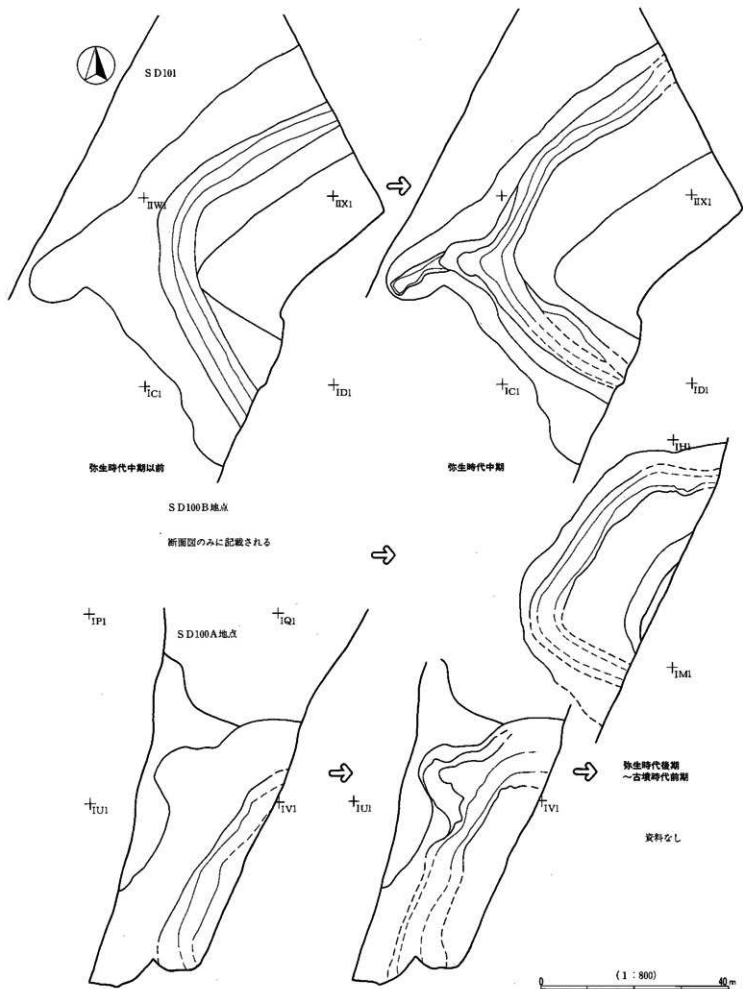 SD101
IIW1
IIX1
IIX1
IC1
ID1
IC1
ID1
弥生時代中期以前
弥生時代中期
IH1
SD100B地点
断面図のみに記載される
IP1
IQ1
SD100A地点
IM1
弥生時代後期
～古墳時代前期
IU1
IV1
IU1
IV1
資料なし
(1：800)
0
40m